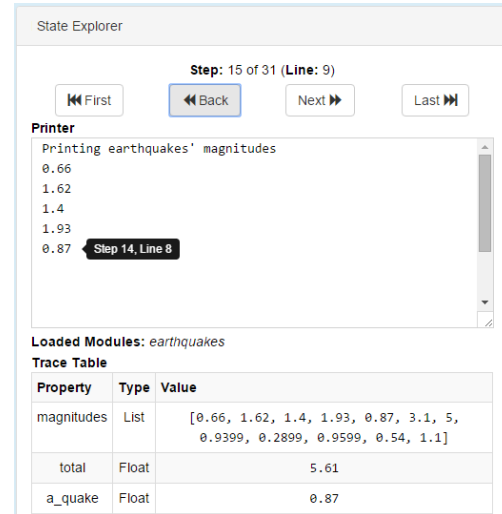 State Explorer
Step: 15 of 31 (Line: 9)
First Back Next Last
Printer
Printing earthquakes' magnitudes
0.66
1.62
1.4
1.93
0.87 Step 14, Line 8
Loaded Modules: earthquakes
Trace Table
Property Type Value
magnitudes List [0.66, 1.62, 1.4, 1.93, 0.87, 3.1, 5,
0.9399, 0.2899, 0.9599, 0.54, 1.1]
total Float 5.61
a_quake Float 0.87